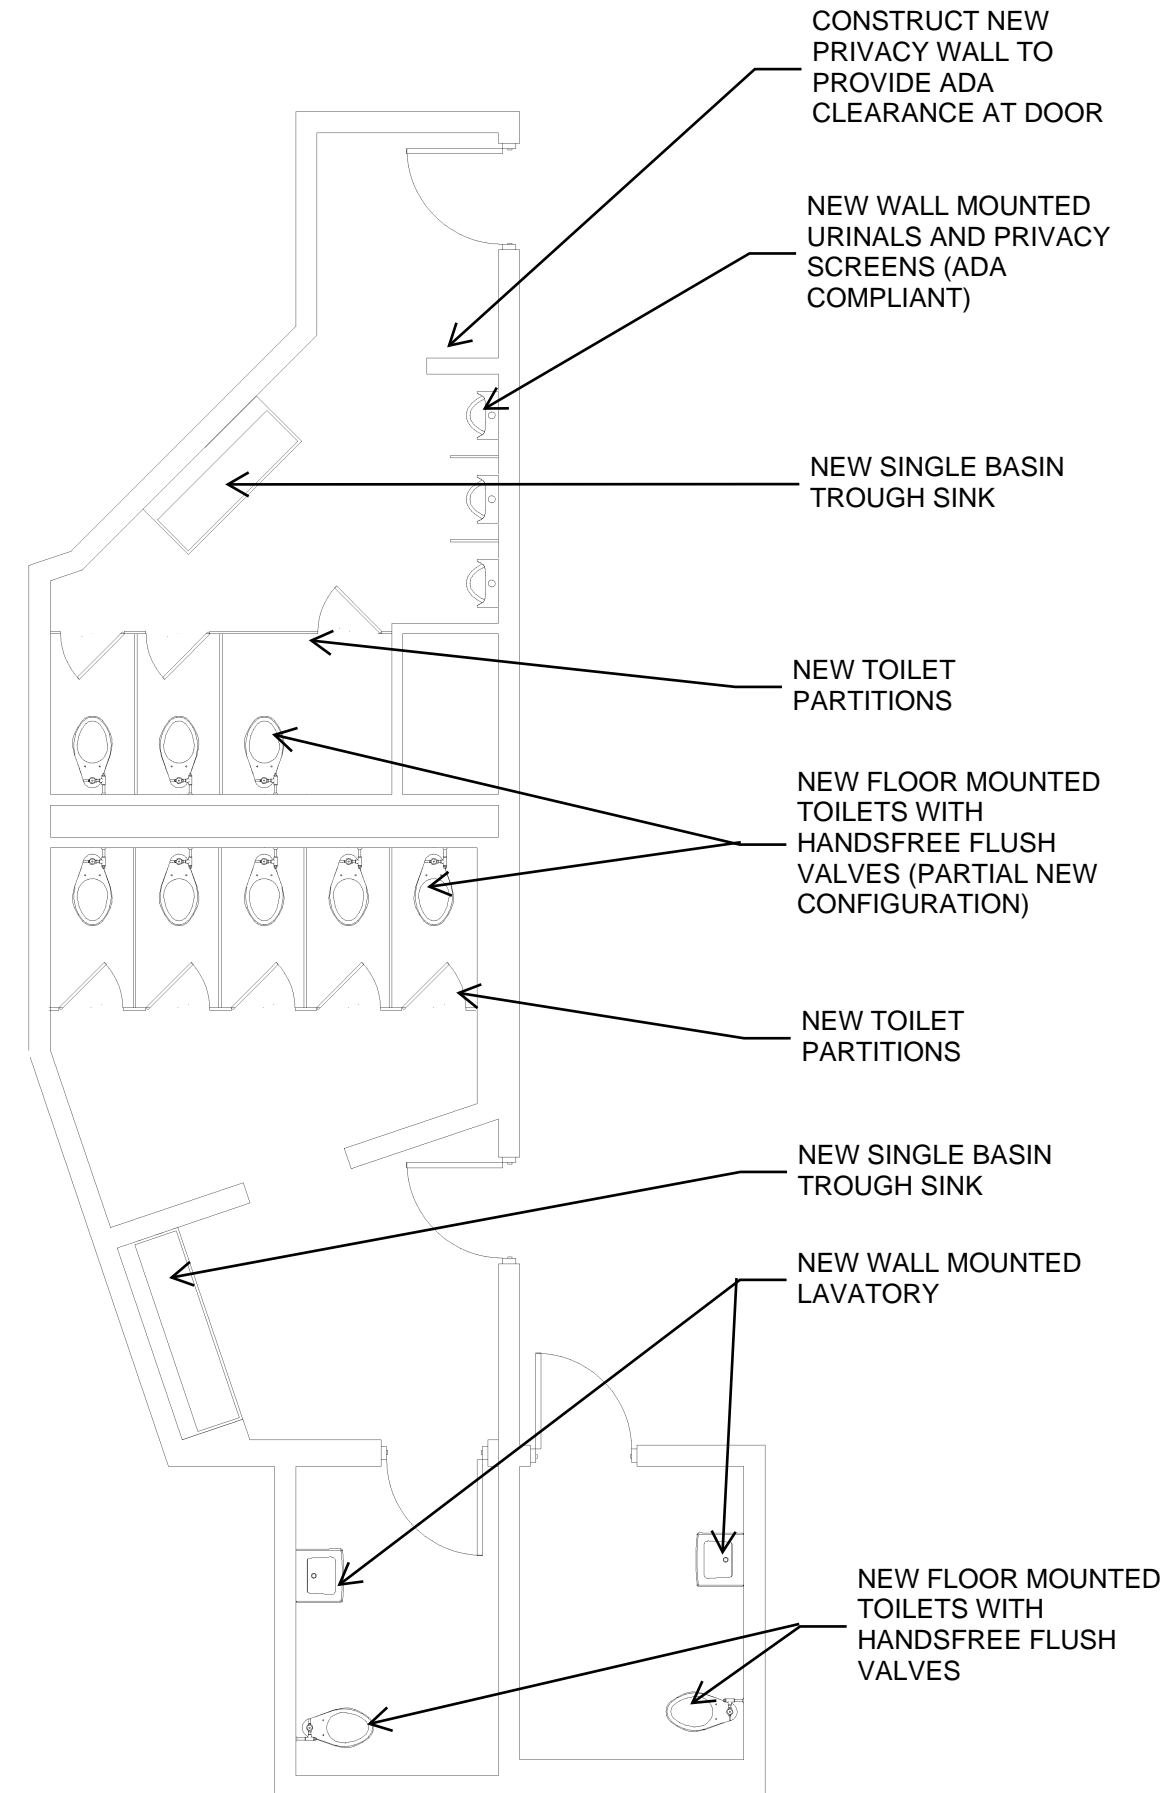 CONSTRUCT NEW
PRIVACY WALL TO
PROVIDE ADA
CLEARANCE AT DOOR
NEW WALL MOUNTED
URINALS AND PRIVACY
SCREENS (ADA
COMPLIANT)
NEW SINGLE BASIN
TROUGH SINK
NEW TOILET
PARTITIONS
NEW FLOOR MOUNTED
TOILETS WITH
HANDSFREE FLUSH
VALVES (PARTIAL NEW
CONFIGURATION)
NEW TOILET
PARTITIONS
NEW SINGLE BASIN
TROUGH SINK
NEW WALL MOUNTED
LAVATORY
NEW FLOOR MOUNTED
TOILETS WITH
HANDSFREE FLUSH
VALVES